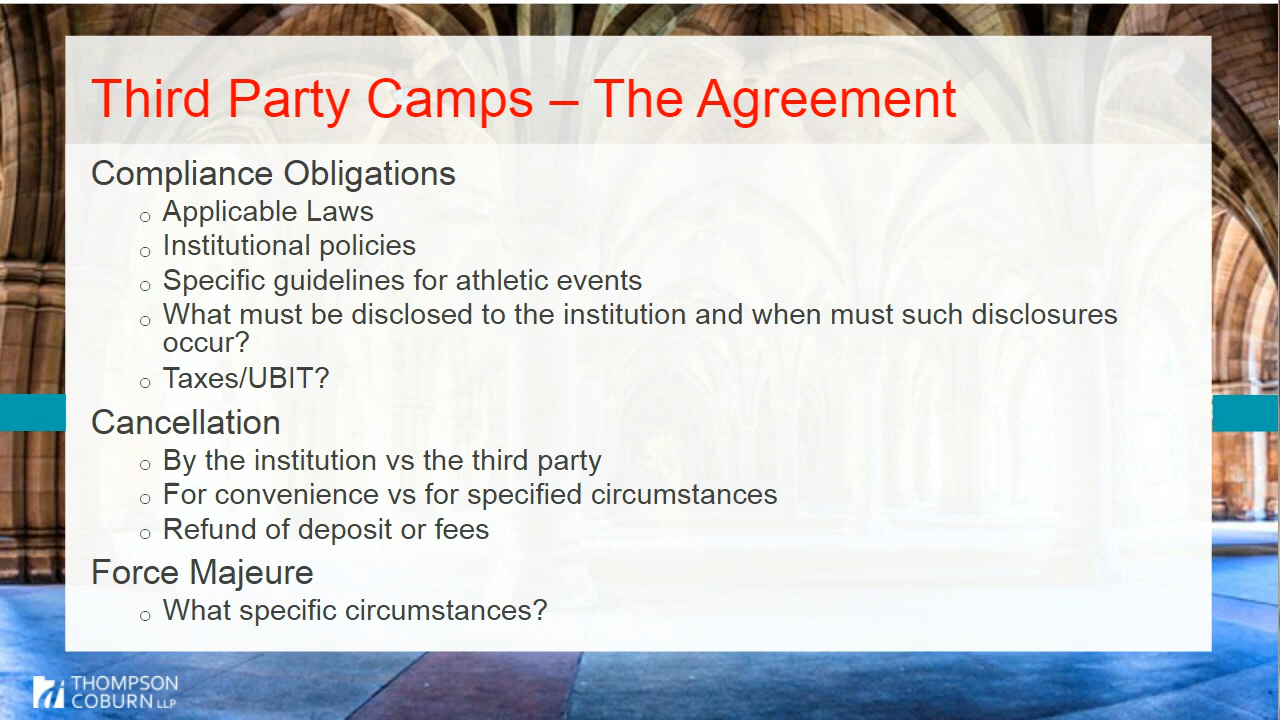 Third Party Camps – The Agreement
Compliance Obligations
o Applicable Laws
o Institutional policies
o Specific guidelines for athletic events
o What must be disclosed to the institution and when must such disclosures
occur?
o Taxes/UBIT?
Cancellation
o By the institution vs the third party
o For convenience vs for specified circumstances
o Refund of deposit or fees
Force Majeure
o What specific circumstances?
THOMPSON
COBURN LLP